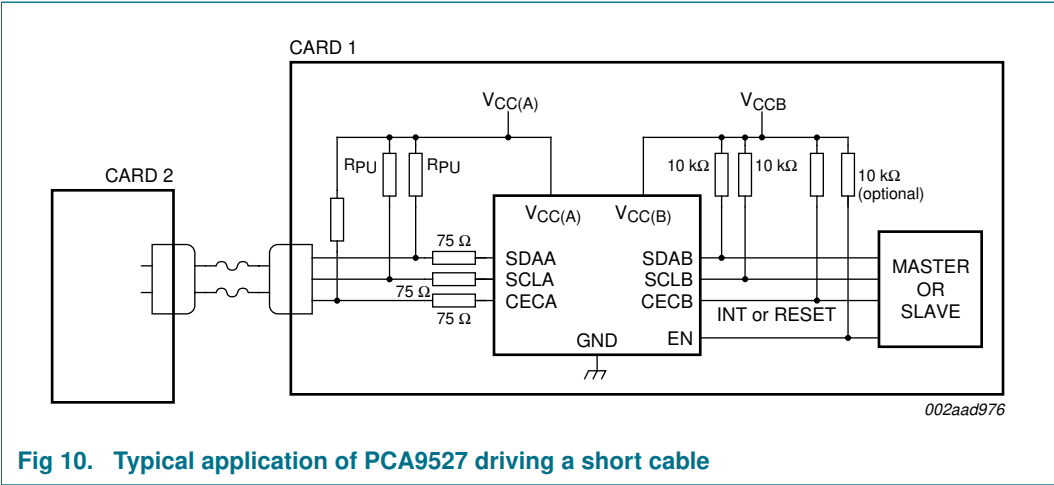 CARD 1
VCC(A)
VCCB
RPU
RPU
10 kΩ
10 kΩ
10 kΩ
(optional)
CARD 2
VCC(A)
VCC(B)
75 Ω
SDAA
SDAB
SCLA
SCLB
75 Ω
CECA
CECB
75 Ω
INT or RESET
GND
EN
MASTER
OR
SLAVE
002aad976
Fig 10. Typical application of PCA9527 driving a short cable